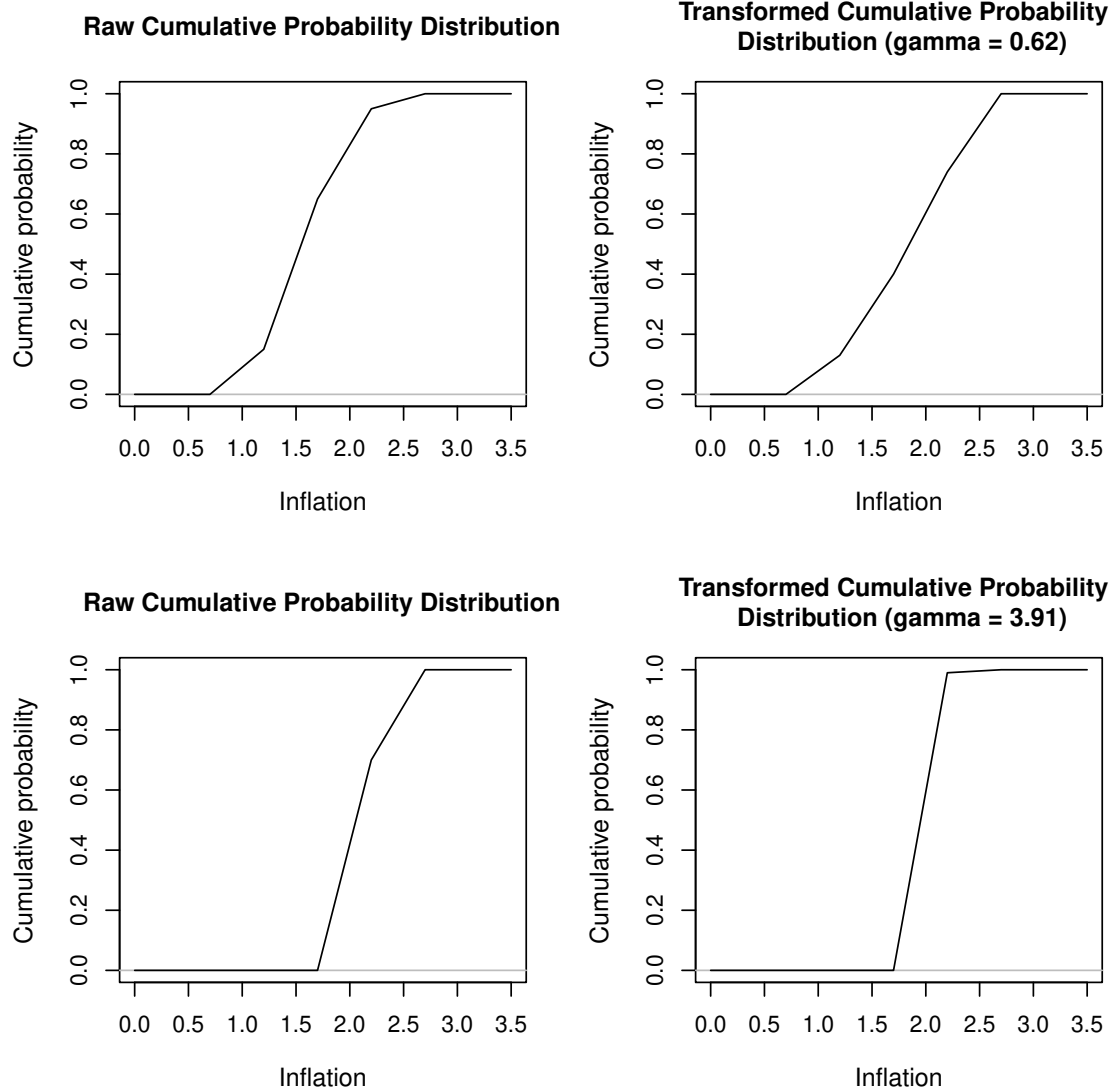 Raw Cumulative Probability Distribution
Cumulative probability
1.0
0.8
0.6
0.4
0.2
0.0
0.0 0.5 1.0 1.5 2.0 2.5 3.0 3.5
Inflation
Transformed Cumulative Probability
Distribution (gamma = 0.62)
Cumulative probability
1.0
0.8
0.6
0.4
0.2
0.0
0.0 0.5 1.0 1.5 2.0 2.5 3.0 3.5
Inflation
Raw Cumulative Probability Distribution
Cumulative probability
1.0
0.8
0.6
0.4
0.2
0.0
0.0 0.5 1.0 1.5 2.0 2.5 3.0 3.5
Inflation
Transformed Cumulative Probability
Distribution (gamma = 3.91)
Cumulative probability
1.0
0.8
0.6
0.4
0.2
0.0
0.0 0.5 1.0 1.5 2.0 2.5 3.0 3.5
Inflation